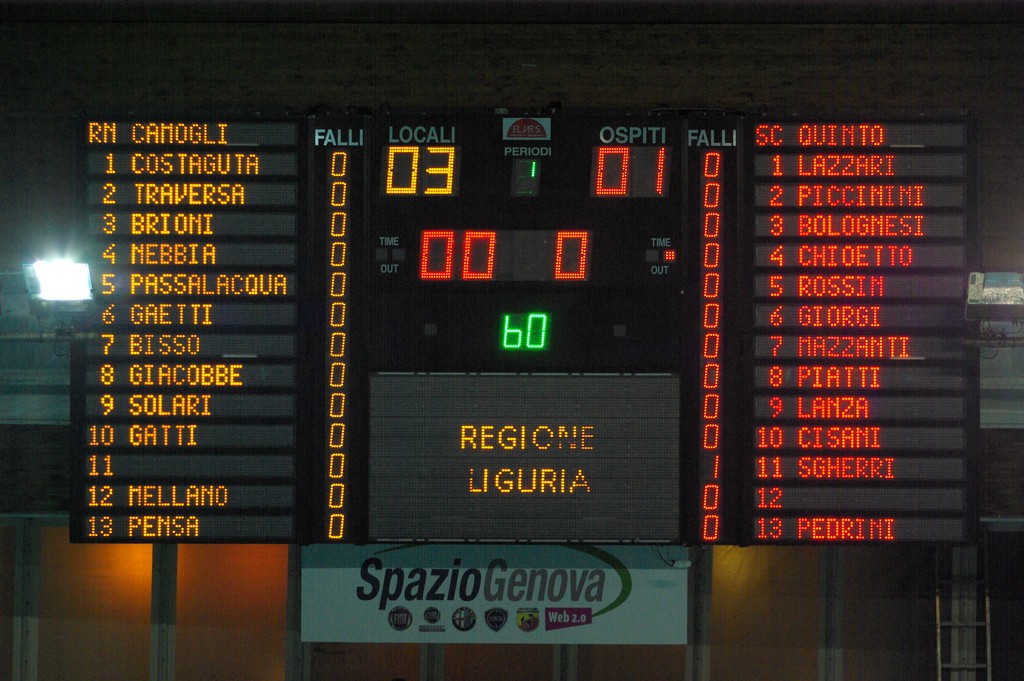 RN CAMOGLI
1 COSTAGUTA 0
2 TRAVERSA 0
3 BRIONI 0
4 NEBBIA 0
5 PASSALACQUA 0
6 GAETTI 0
7 BISSO 0
8 GIACOBBE 0
9 SOLARI 0
10 GATTI 0
11 0
12 MELLANO 0
13 PENSA 0
FALLI
LOCALI
03
ELVRS
PERIODI
1
OSPITI
01
TIME OUT
00 0
TIME OUT
60
REGIONE
LIGURIA
FALLI
SC QUINTO
0 1 LAZZARI
0 2 PICCININI
0 3 BOLOGNESI
0 4 CHIOETTO
0 5 ROSSIN
0 6 GIORGI
0 7 MAZZANTI
0 8 PIATTI
0 9 LANZA
0 10 CISANI
1 11 SGHERRI
0 12
0 13 PEDRINI
SpazioGenova
Web 2.0